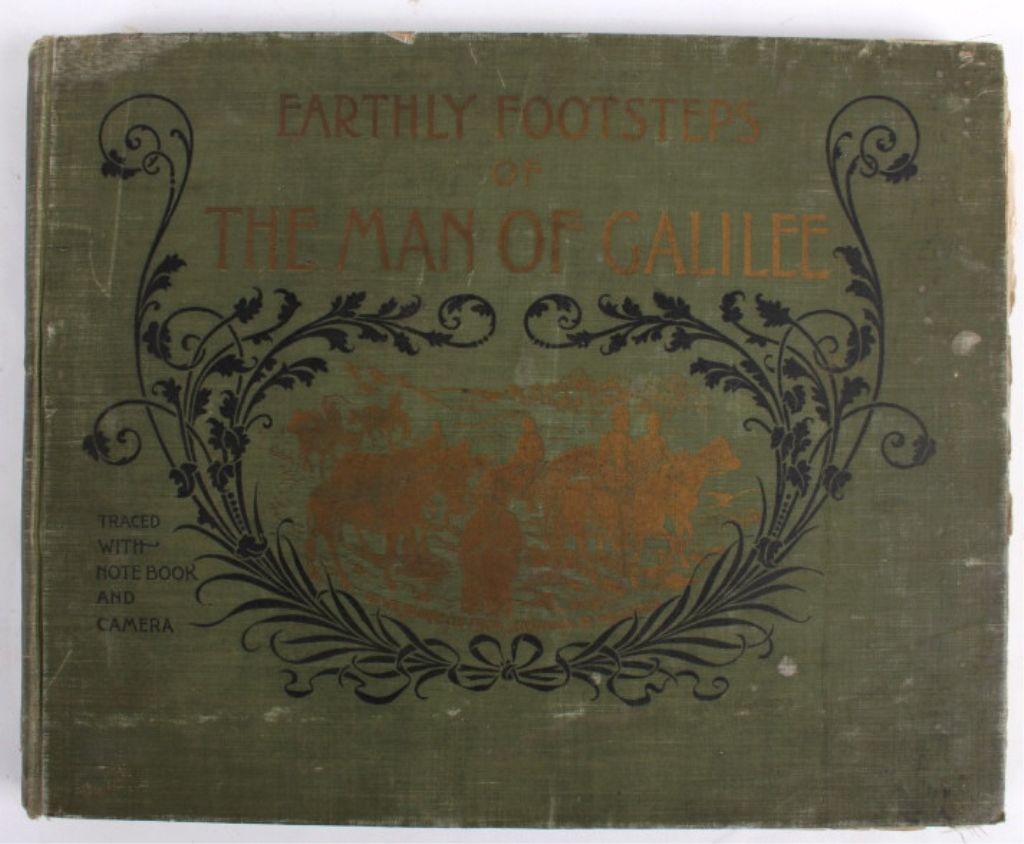 EARTHLY FOOTSTEPS
OF
THE MAN OF GALILEE
TRACED
WITH
NOTE BOOK
AND
CAMERA